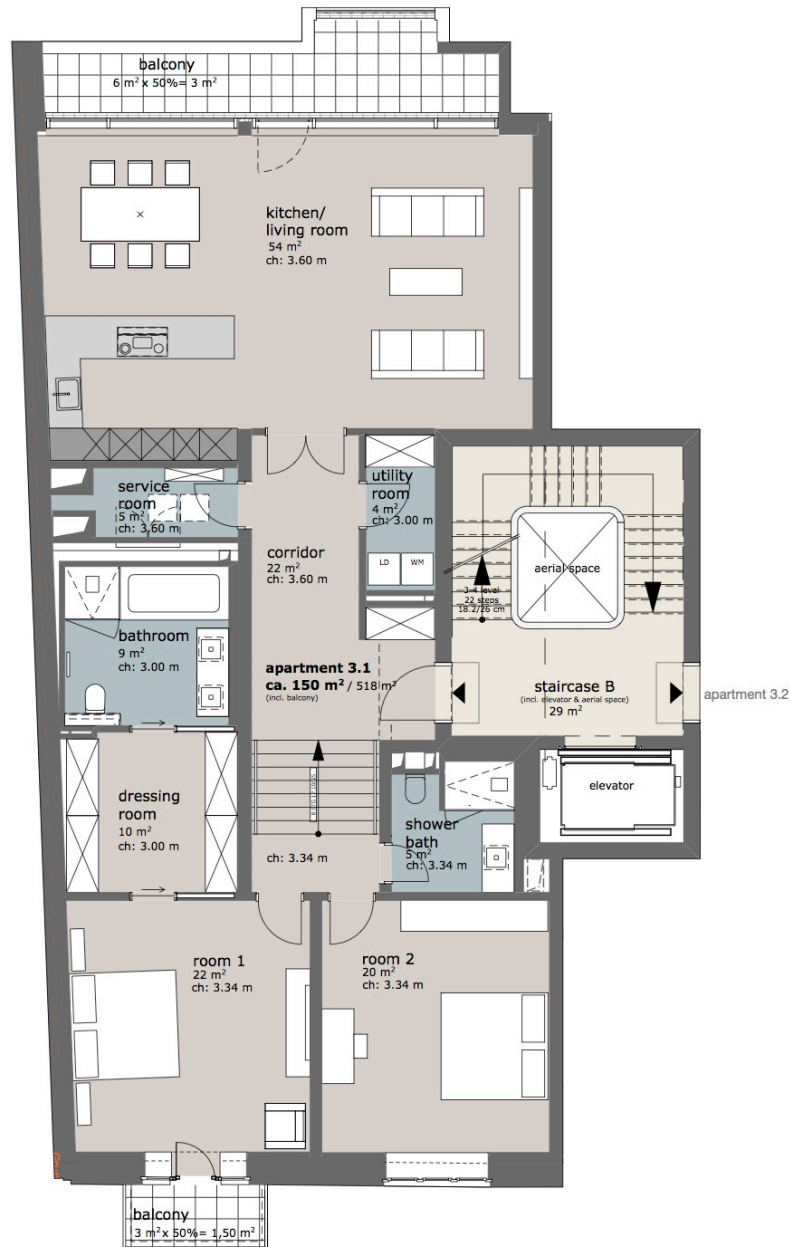 balcony
6 m² x 50%= 3 m²
kitchen/
living room
54 m²
ch: 3.60 m
service
room
5 m²
ch: 3.60 m
utility
room
4 m²
ch: 3.00 m
LD
WM
corridor
22 m²
ch: 3.60 m
aerial space
3-4 level
22 steps
18.2/26 cm
bathroom
9 m²
ch: 3.00 m
apartment 3.1
ca. 150 m² / 518 m²
(incl. balcony)
staircase B
(incl. elevator & aerial space)
29 m²
apartment 3.2
elevator
dressing
room
10 m²
ch: 3.00 m
shower
bath
5 m²
ch: 3.34 m
ch: 3.34 m
room 1
22 m²
ch: 3.34 m
room 2
20 m²
ch: 3.34 m
balcony
3 m² x 50%= 1,50 m²